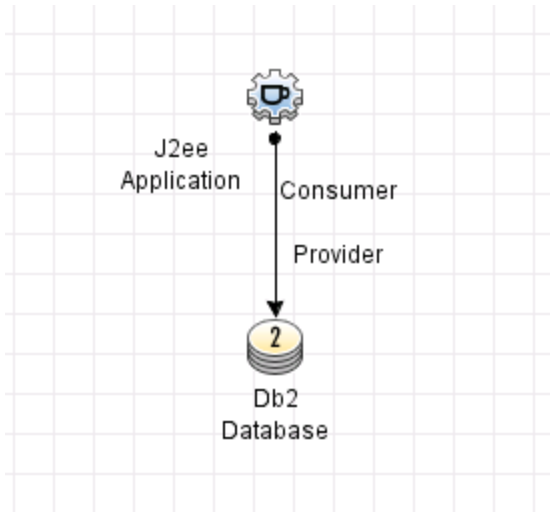 J2ee
Application
Consumer
Provider
2
Db2
Database